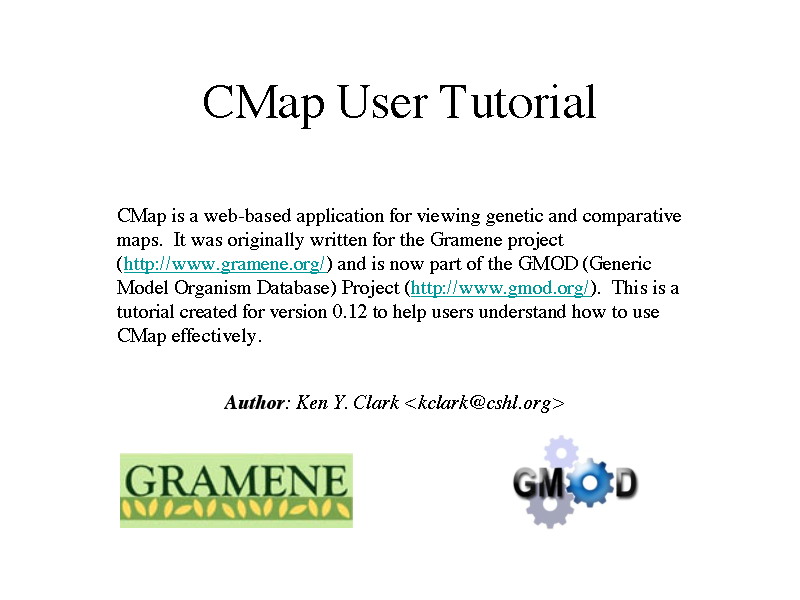 CMap User Tutorial
CMap is a web-based application for viewing genetic and comparative
maps.  It was originally written for the Gramene project
(http://www.gramene.org/) and is now part of the GMOD (Generic
Model Organism Database) Project (http://www.gmod.org/).  This is a
tutorial created for version 0.12 to help users understand how to use
CMap effectively.
Author: Ken Y. Clark <kclark@cshl.org>
GRAMENE
GMOD